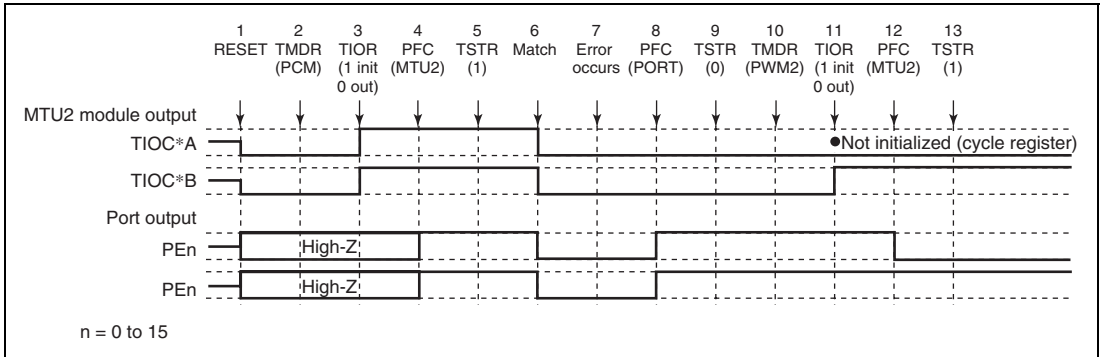 1 2 3 4 5 6 7 8 9 10 11 12 13
RESET TMDR TIOR PFC TSTR Match Error PFC TSTR TMDR TIOR PFC TSTR
(PCM) (1 init (MTU2) (1) occurs (PORT) (0) (PWM2) (1 init (MTU2) (1)
0 out) 0 out)
MTU2 module output
TIOC*A ●Not initialized (cycle register)
TIOC*B
Port output
PEn High-Z
PEn High-Z
n = 0 to 15